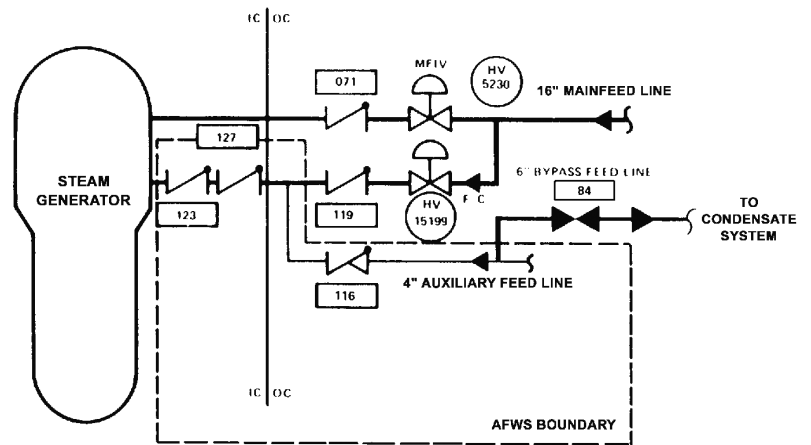 IC OC
071
MFIV
HV
5230
16" MAINFEED LINE
127
STEAM
GENERATOR
6" BYPASS FEED LINE
84
123
119
HV
15199
F C
TO
CONDENSATE
SYSTEM
116
4" AUXILIARY FEED LINE
IC OC
AFWS BOUNDARY